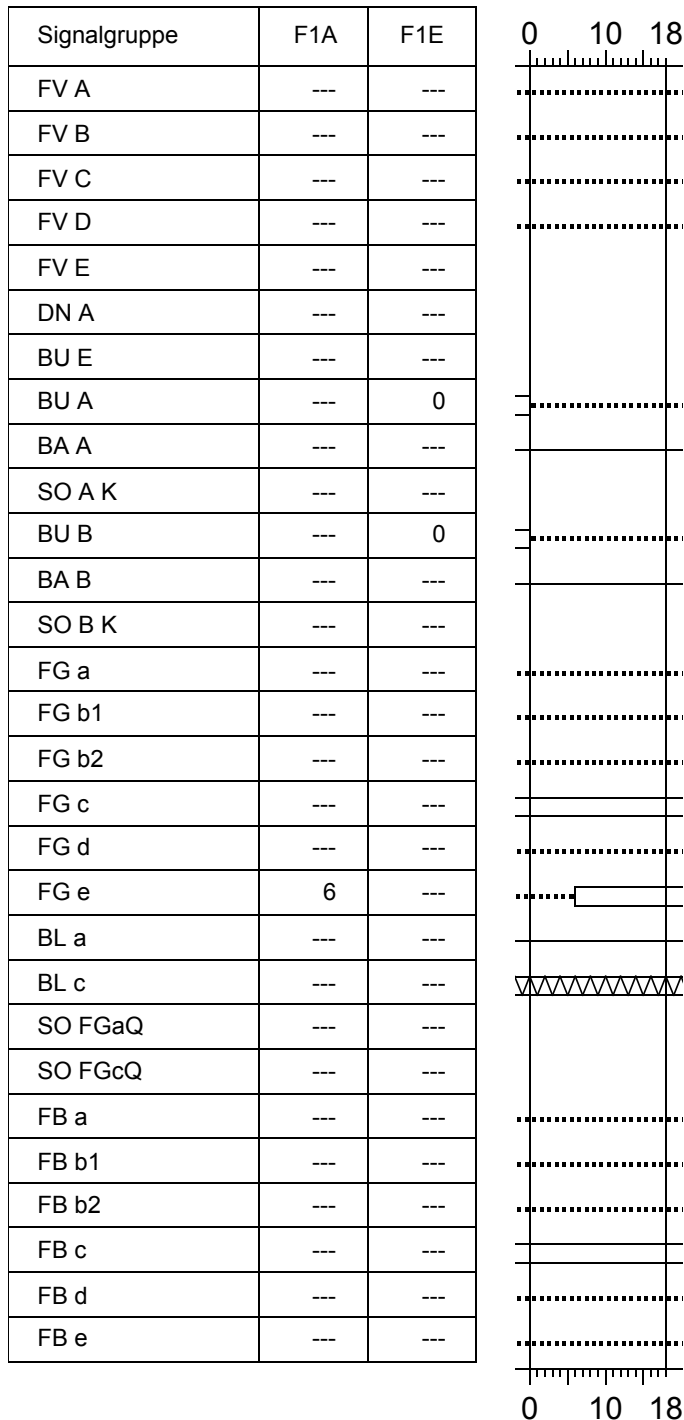 Signalgruppe F1A F1E 0 10 18
FV A --- ---
FV B --- ---
FV C --- ---
FV D --- ---
FV E --- ---
DN A --- ---
BU E --- ---
BU A --- 0
BA A --- ---
SO A K --- ---
BU B --- 0
BA B --- ---
SO B K --- ---
FG a --- ---
FG b1 --- ---
FG b2 --- ---
FG c --- ---
FG d --- ---
FG e 6 ---
BL a --- ---
BL c --- ---
SO FGaQ --- ---
SO FGcQ --- ---
FB a --- ---
FB b1 --- ---
FB b2 --- ---
FB c --- ---
FB d --- ---
FB e --- ---
0 10 18